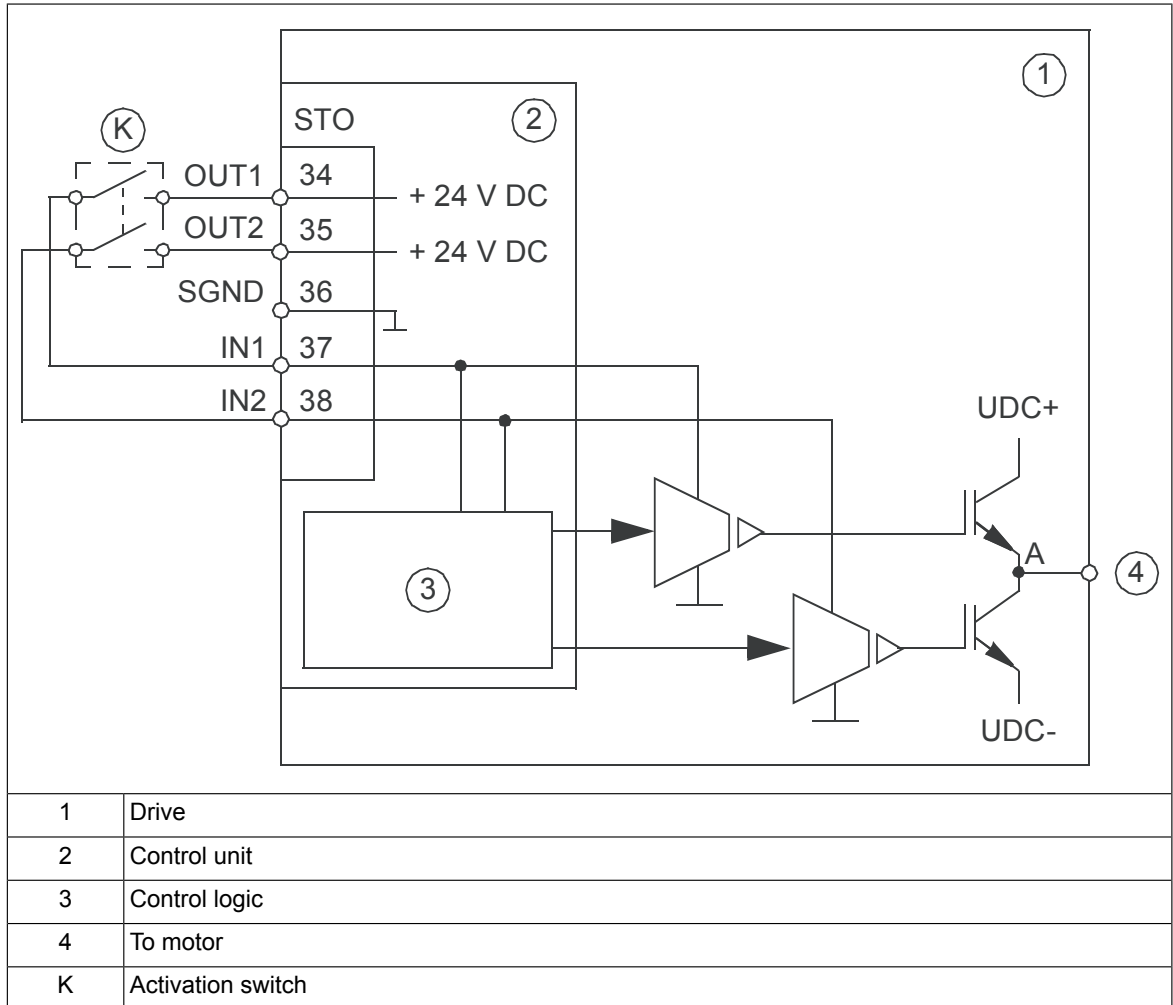 1
STO
2
K
OUT1 34 + 24 V DC
OUT2 35 + 24 V DC
SGND 36
IN1 37
IN2 38
UDC+
A
3
4
UDC-
1 Drive
2 Control unit
3 Control logic
4 To motor
K Activation switch